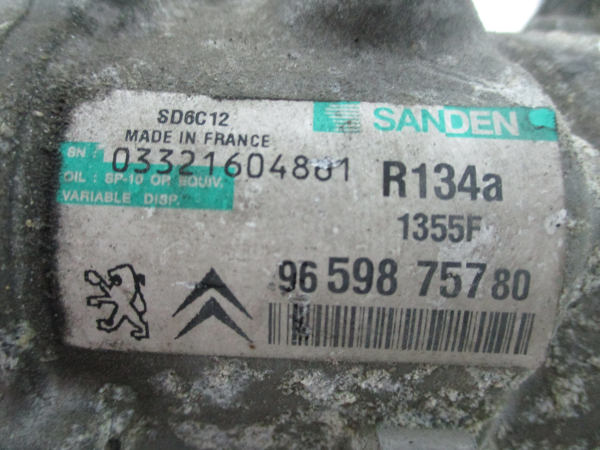 SD6C12
SANDEN
MADE IN FRANCE
SN: 03321604861
OIL: SP-10 OR EQUIV.
VARIABLE DISP.
R134a
1355F
96 598 757 80